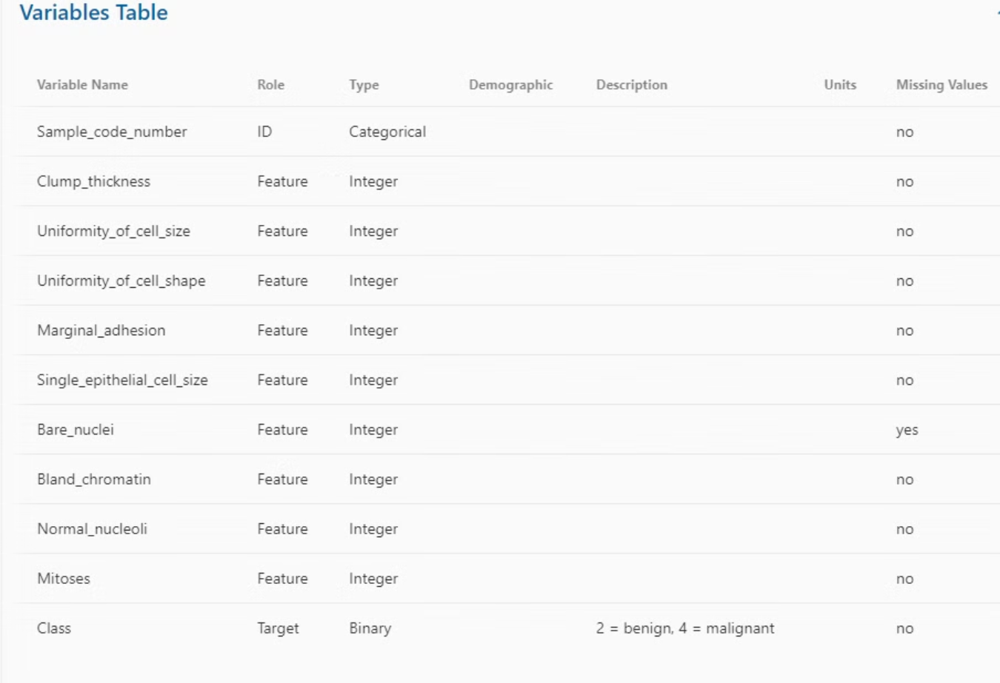 Variables Table
Variable Name Role Type Demographic Description Units Missing Values
Sample_code_number ID Categorical no
Clump_thickness Feature Integer no
Uniformity_of_cell_size Feature Integer no
Uniformity_of_cell_shape Feature Integer no
Marginal_adhesion Feature Integer no
Single_epithelial_cell_size Feature Integer no
Bare_nuclei Feature Integer yes
Bland_chromatin Feature Integer no
Normal_nucleoli Feature Integer no
Mitoses Feature Integer no
Class Target Binary 2 = benign, 4 = malignant no